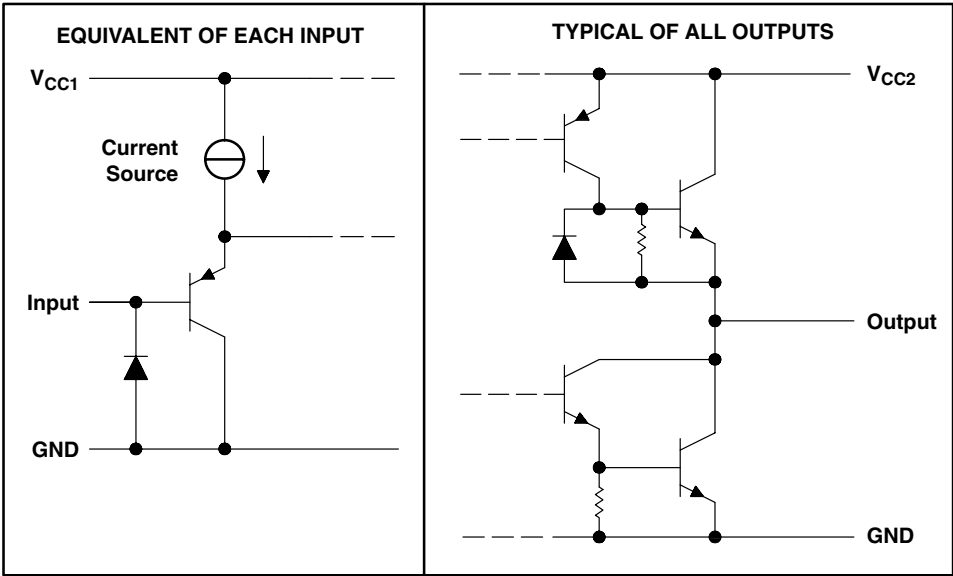 EQUIVALENT OF EACH INPUT
VCC1
Current
Source
Input
GND
TYPICAL OF ALL OUTPUTS
VCC2
Output
GND